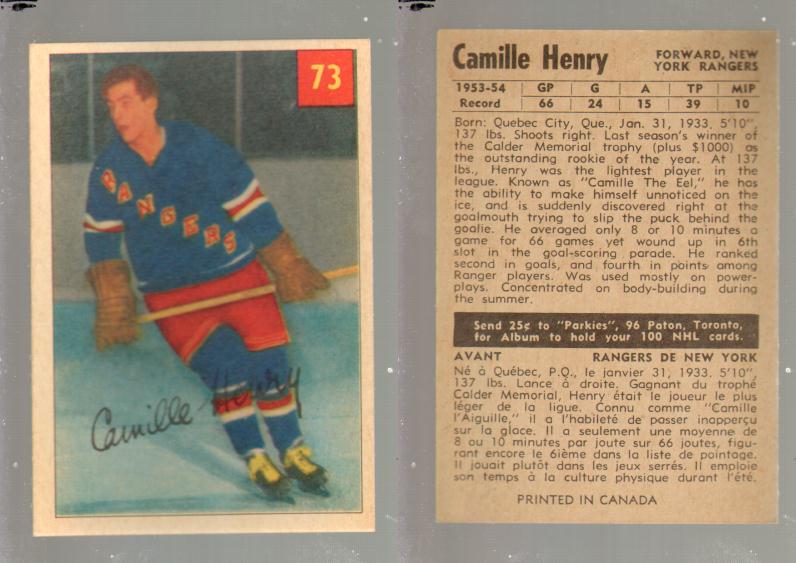 73
RANGERS
Camille Henry
Camille Henry
FORWARD, NEW
YORK RANGERS
1953-54 | GP | G | A | TP | MIP
Record | 66 | 24 | 15 | 39 | 10
Born: Quebec City, Que., Jan. 31, 1933. 5'10",
137 lbs. Shoots right. Last season's winner of
the Calder Memorial trophy (plus $1000) as
the outstanding rookie of the year. At 137
lbs., Henry was the lightest player in the
league. Known as "Camille The Eel," he has
the ability to make himself unnoticed on the
ice, and is suddenly discovered right at the
goalmouth trying to slip the puck behind the
goalie. He averaged only 8 or 10 minutes a
game for 66 games yet wound up in 6th
slot in the goal-scoring parade. He ranked
second in goals, and fourth in points among
Ranger players. Was used mostly on power-
plays. Concentrated on body-building during
the summer.
Send 25¢ to "Parkies", 96 Paton, Toronto,
for Album to hold your 100 NHL cards.
AVANT RANGERS DE NEW YORK
Né à Québec, P.Q., le janvier 31, 1933. 5'10",
137 lbs. Lance à droite. Gagnant du trophé
Calder Memorial, Henry était le joueur le plus
léger de la ligue. Connu comme "Camille
l'Aiguille," il a l'habileté de passer inaperçu
sur la glace. Il a seulement une moyenne de
8 ou 10 minutes par joute sur 66 joutes, figu-
rant encore le 6ième dans la liste de pointage.
Il jouait plutôt dans les jeux serrés. Il emploie
son temps à la culture physique durant l'été.
PRINTED IN CANADA